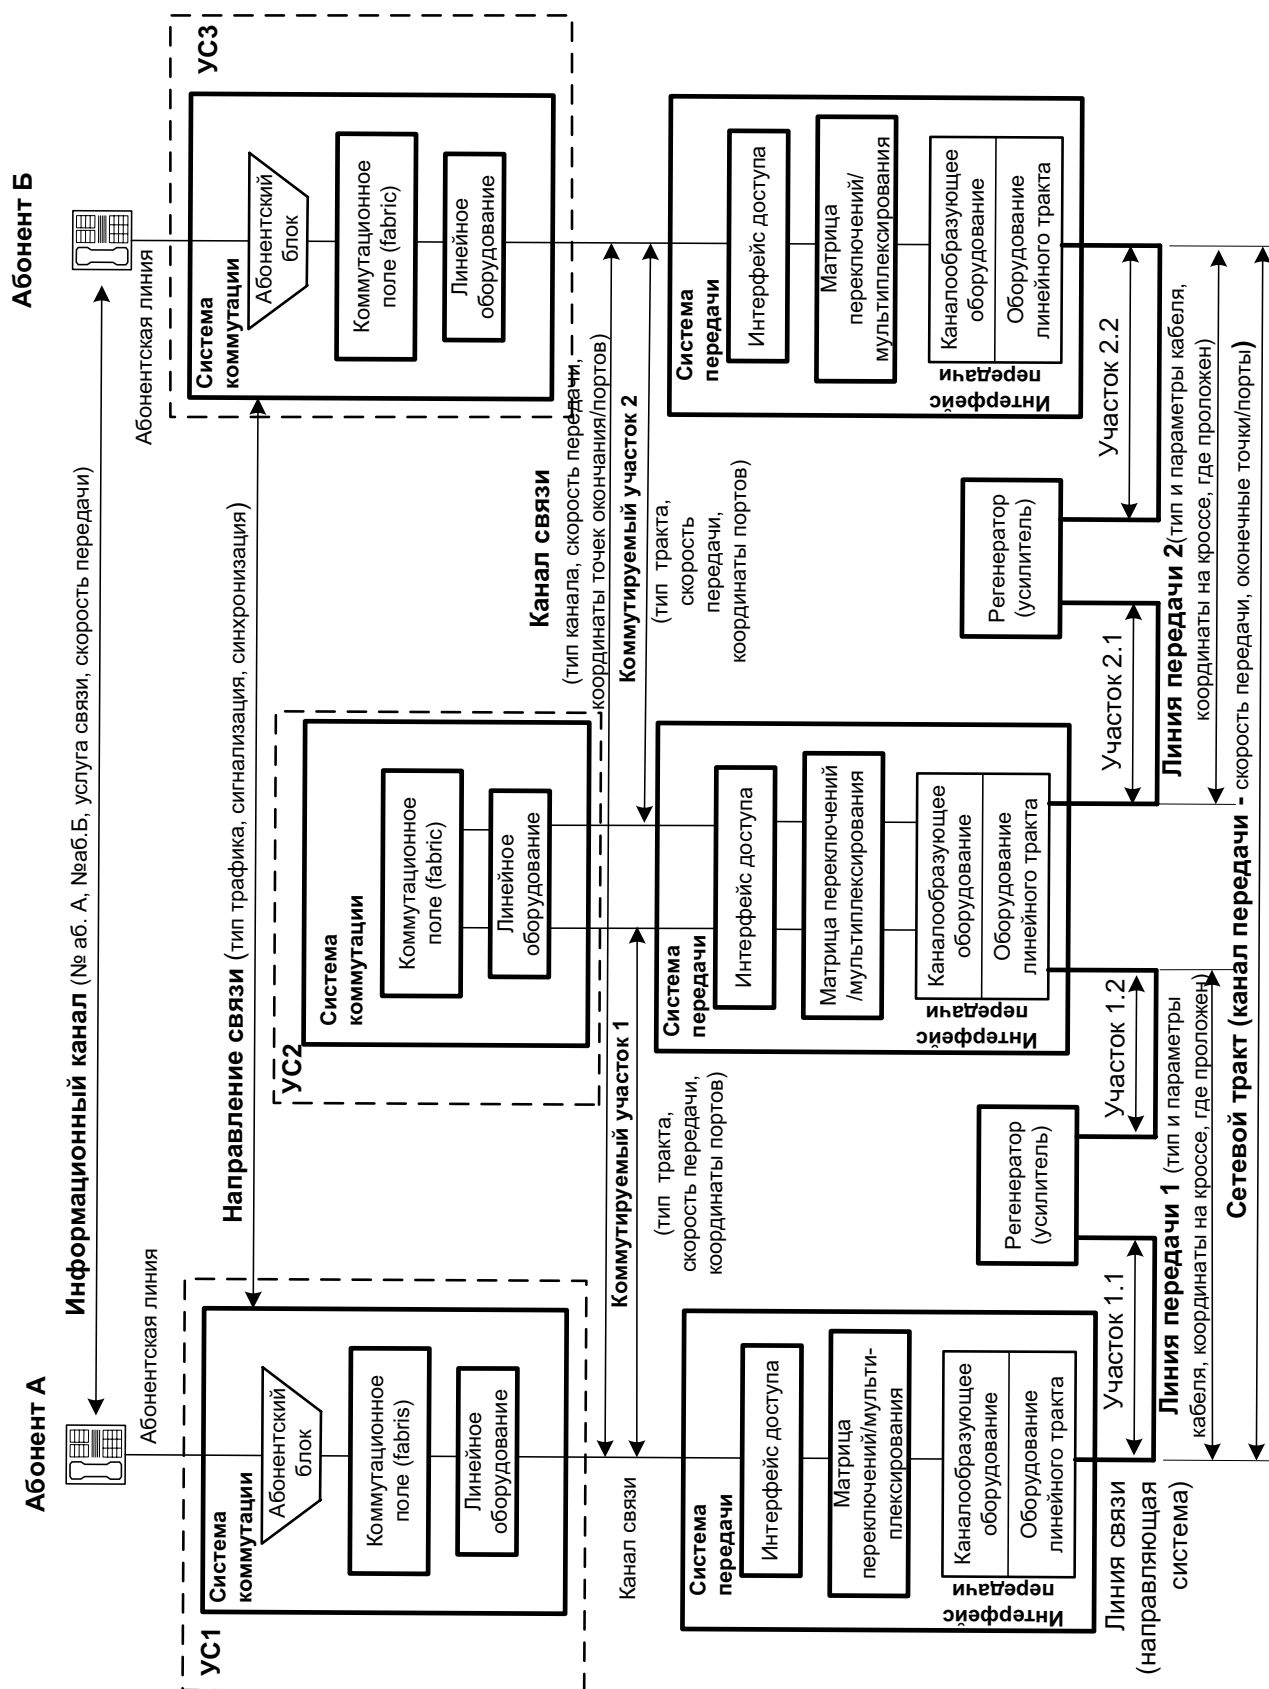 Абонент А
Абонент Б
Информационный канал (№ аб. А, №аб.Б, услуга связи, скорость передачи)
Абонентская линия
Абонентская линия
Направление связи (тип трафика, сигнализация, синхронизация)
УС1
Система
коммутации
Абонентский
блок
Коммутационное
поле (fabris)
Линейное
оборудование
УС2
Система
коммутации
Коммутационное
поле (fabric)
Линейное
оборудование
УС3
Система
коммутации
Абонентский
блок
Коммутационное
поле (fabric)
Линейное
оборудование
Канал связи
(тип канала, скорость передачи,
координаты точек окончания/портов)
Канал связи
Коммутируемый участок 1
(тип тракта,
скорость передачи,
координаты портов)
Коммутируемый участок 2
(тип тракта,
скорость
передачи,
координаты портов)
Система
передачи
Интерфейс доступа
Матрица
переключений/мульти-
плексирования
Каналообразующее
оборудование
Оборудование
линейного тракта
Интерфейс
передачи
Система
передачи
Интерфейс доступа
Матрица переключений
/мультиплексирования
Каналообразующее
оборудование
Оборудование
линейного тракта
Интерфейс
передачи
Система
передачи
Интерфейс доступа
Матрица
переключений/
мультиплексирования
Каналообразующее
оборудование
Оборудование
линейного тракта
Интерфейс
передачи
Регенератор
(усилитель)
Регенератор
(усилитель)
Линия связи
(направляющая
система)
Участок 1.1
Участок 1.2
Участок 2.1
Участок 2.2
Линия передачи 1 (тип и параметры
кабеля, координаты на кроссе, где проложен)
Линия передачи 2(тип и параметры кабеля,
координаты на кроссе, где проложен)
Сетевой тракт (канал передачи - скорость передачи, оконечные точки/порты)